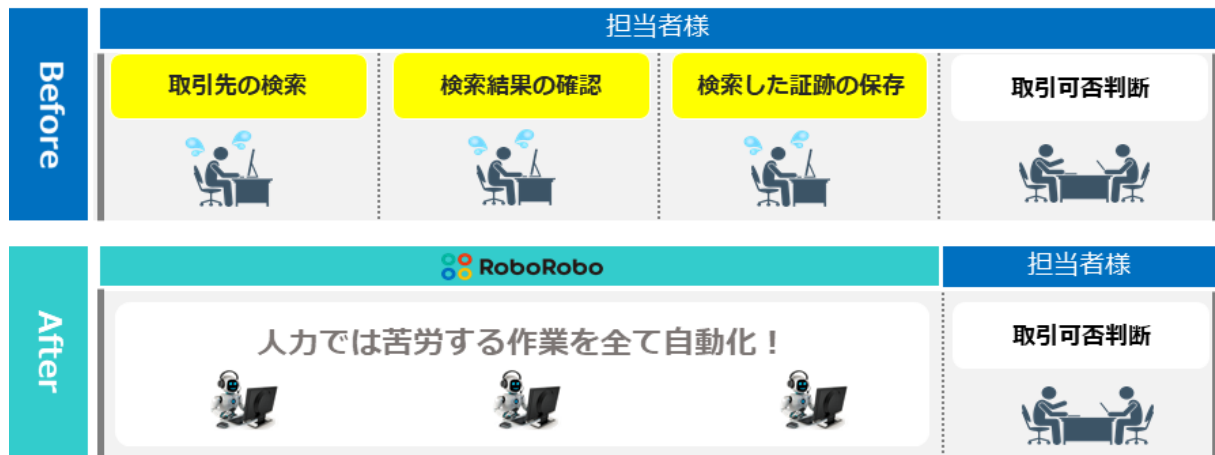 Before
担当者様
取引先の検索
検索結果の確認
検索した証跡の保存
取引可否判断
After
RoboRobo
担当者様
人力では苦労する作業を全て自動化！
取引可否判断